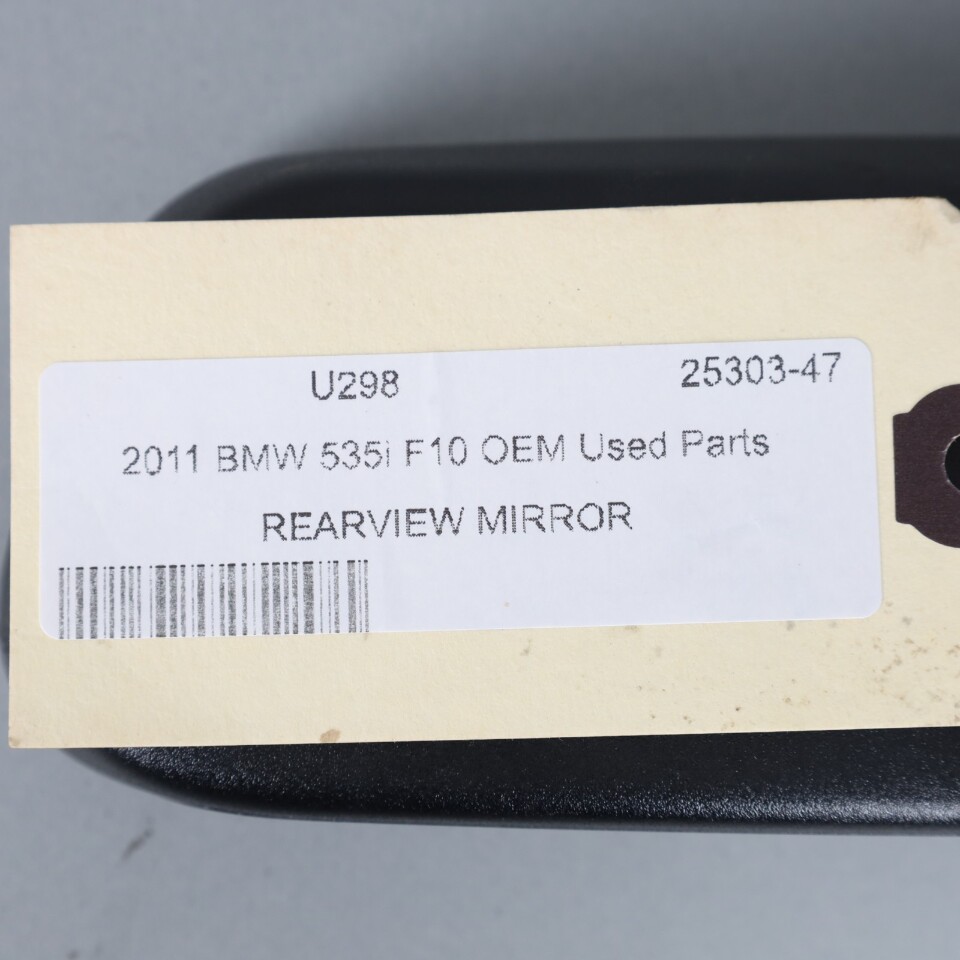 U298 25303-47
2011 BMW 535i F10 OEM Used Parts
REARVIEW MIRROR